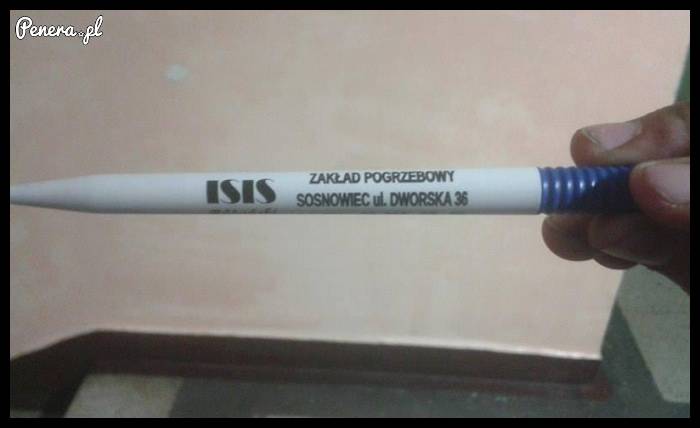 Penera.pl
ISIS
ZAKŁAD POGRZEBOWY
SOSNOWIEC ul. DWORSKA 36